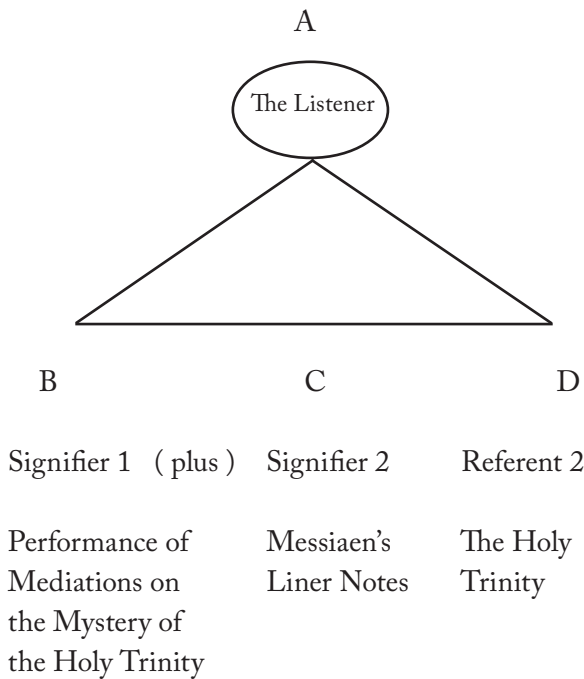 A
The Listener
B C D
Signifier 1 ( plus ) Signifier 2 Referent 2
Performance of Messiaen's The Holy
Mediations on Liner Notes Trinity
the Mystery of
the Holy Trinity